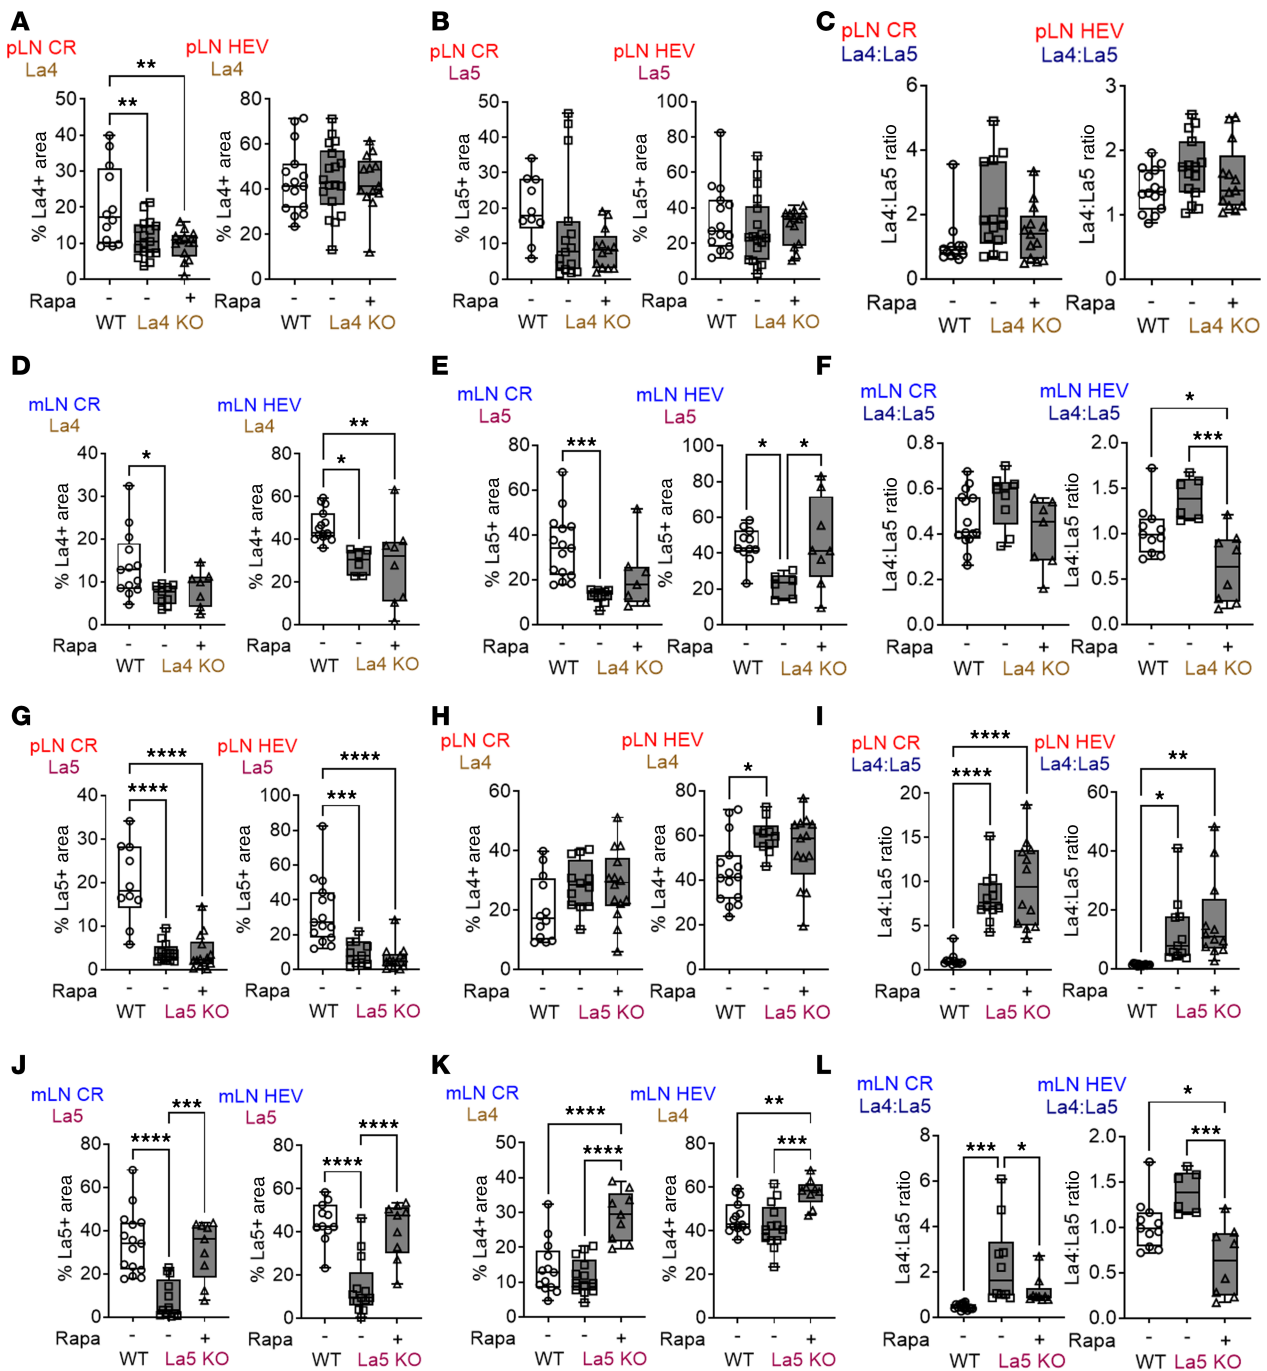 A
pLN CR
La4
**
**
% La4+ area
50
40
30
20
10
0
Rapa
- - +
WT La4 KO
pLN HEV
La4
% La4+ area
80
60
40
20
0
Rapa
- - +
WT La4 KO
B
pLN CR
La5
% La5+ area
50
40
30
20
10
0
Rapa
- - +
WT La4 KO
pLN HEV
La5
% La5+ area
100
80
60
40
20
0
Rapa
- - +
WT La4 KO
C
pLN CR
La4:La5
La4:La5 ratio
6
4
2
0
Rapa
- - +
WT La4 KO
pLN HEV
La4:La5
La4:La5 ratio
3
2
1
0
Rapa
- - +
WT La4 KO
D
mLN CR
La4
*
% La4+ area
40
30
20
10
0
Rapa
- - +
WT La4 KO
mLN HEV
La4
**
*
% La4+ area
80
60
40
20
0
Rapa
- - +
WT La4 KO
E
mLN CR
La5
***
% La5+ area
80
60
40
20
0
Rapa
- - +
WT La4 KO
mLN HEV
La5
* *
% La5+ area
100
80
60
40
20
0
Rapa
- - +
WT La4 KO
F
mLN CR
La4:La5
La4:La5 ratio
0.8
0.6
0.4
0.2
0.0
Rapa
- - +
WT La4 KO
mLN HEV
La4:La5
*
***
La4:La5 ratio
2.0
1.5
1.0
0.5
0.0
Rapa
- - +
WT La4 KO
G
pLN CR
La5
****
****
% La5+ area
40
30
20
10
0
Rapa
- - +
WT La5 KO
pLN HEV
La5
****
***
% La5+ area
100
80
60
40
20
0
Rapa
- - +
WT La5 KO
H
pLN CR
La4
% La4+ area
60
40
20
0
Rapa
- - +
WT La5 KO
pLN HEV
La4
*
% La4+ area
80
60
40
20
0
Rapa
- - +
WT La5 KO
I
pLN CR
La4:La5
****
****
La4:La5 ratio
20
15
10
5
0
Rapa
- - +
WT La5 KO
pLN HEV
La4:La5
**
*
La4:La5 ratio
60
40
20
0
Rapa
- - +
WT La5 KO
J
mLN CR
La5
***
****
% La5+ area
80
60
40
20
0
Rapa
- - +
WT La5 KO
mLN HEV
La5
****
****
% La5+ area
80
60
40
20
0
Rapa
- - +
WT La5 KO
K
mLN CR
La4
****
****
% La4+ area
50
40
30
20
10
0
Rapa
- - +
WT La5 KO
mLN HEV
La4
**
***
% La4+ area
80
60
40
20
0
Rapa
- - +
WT La5 KO
L
mLN CR
La4:La5
*** *
La4:La5 ratio
8
6
4
2
0
Rapa
- - +
WT La5 KO
mLN HEV
La4:La5
*
***
La4:La5 ratio
2.0
1.5
1.0
0.5
0.0
Rapa
- - +
WT La5 KO